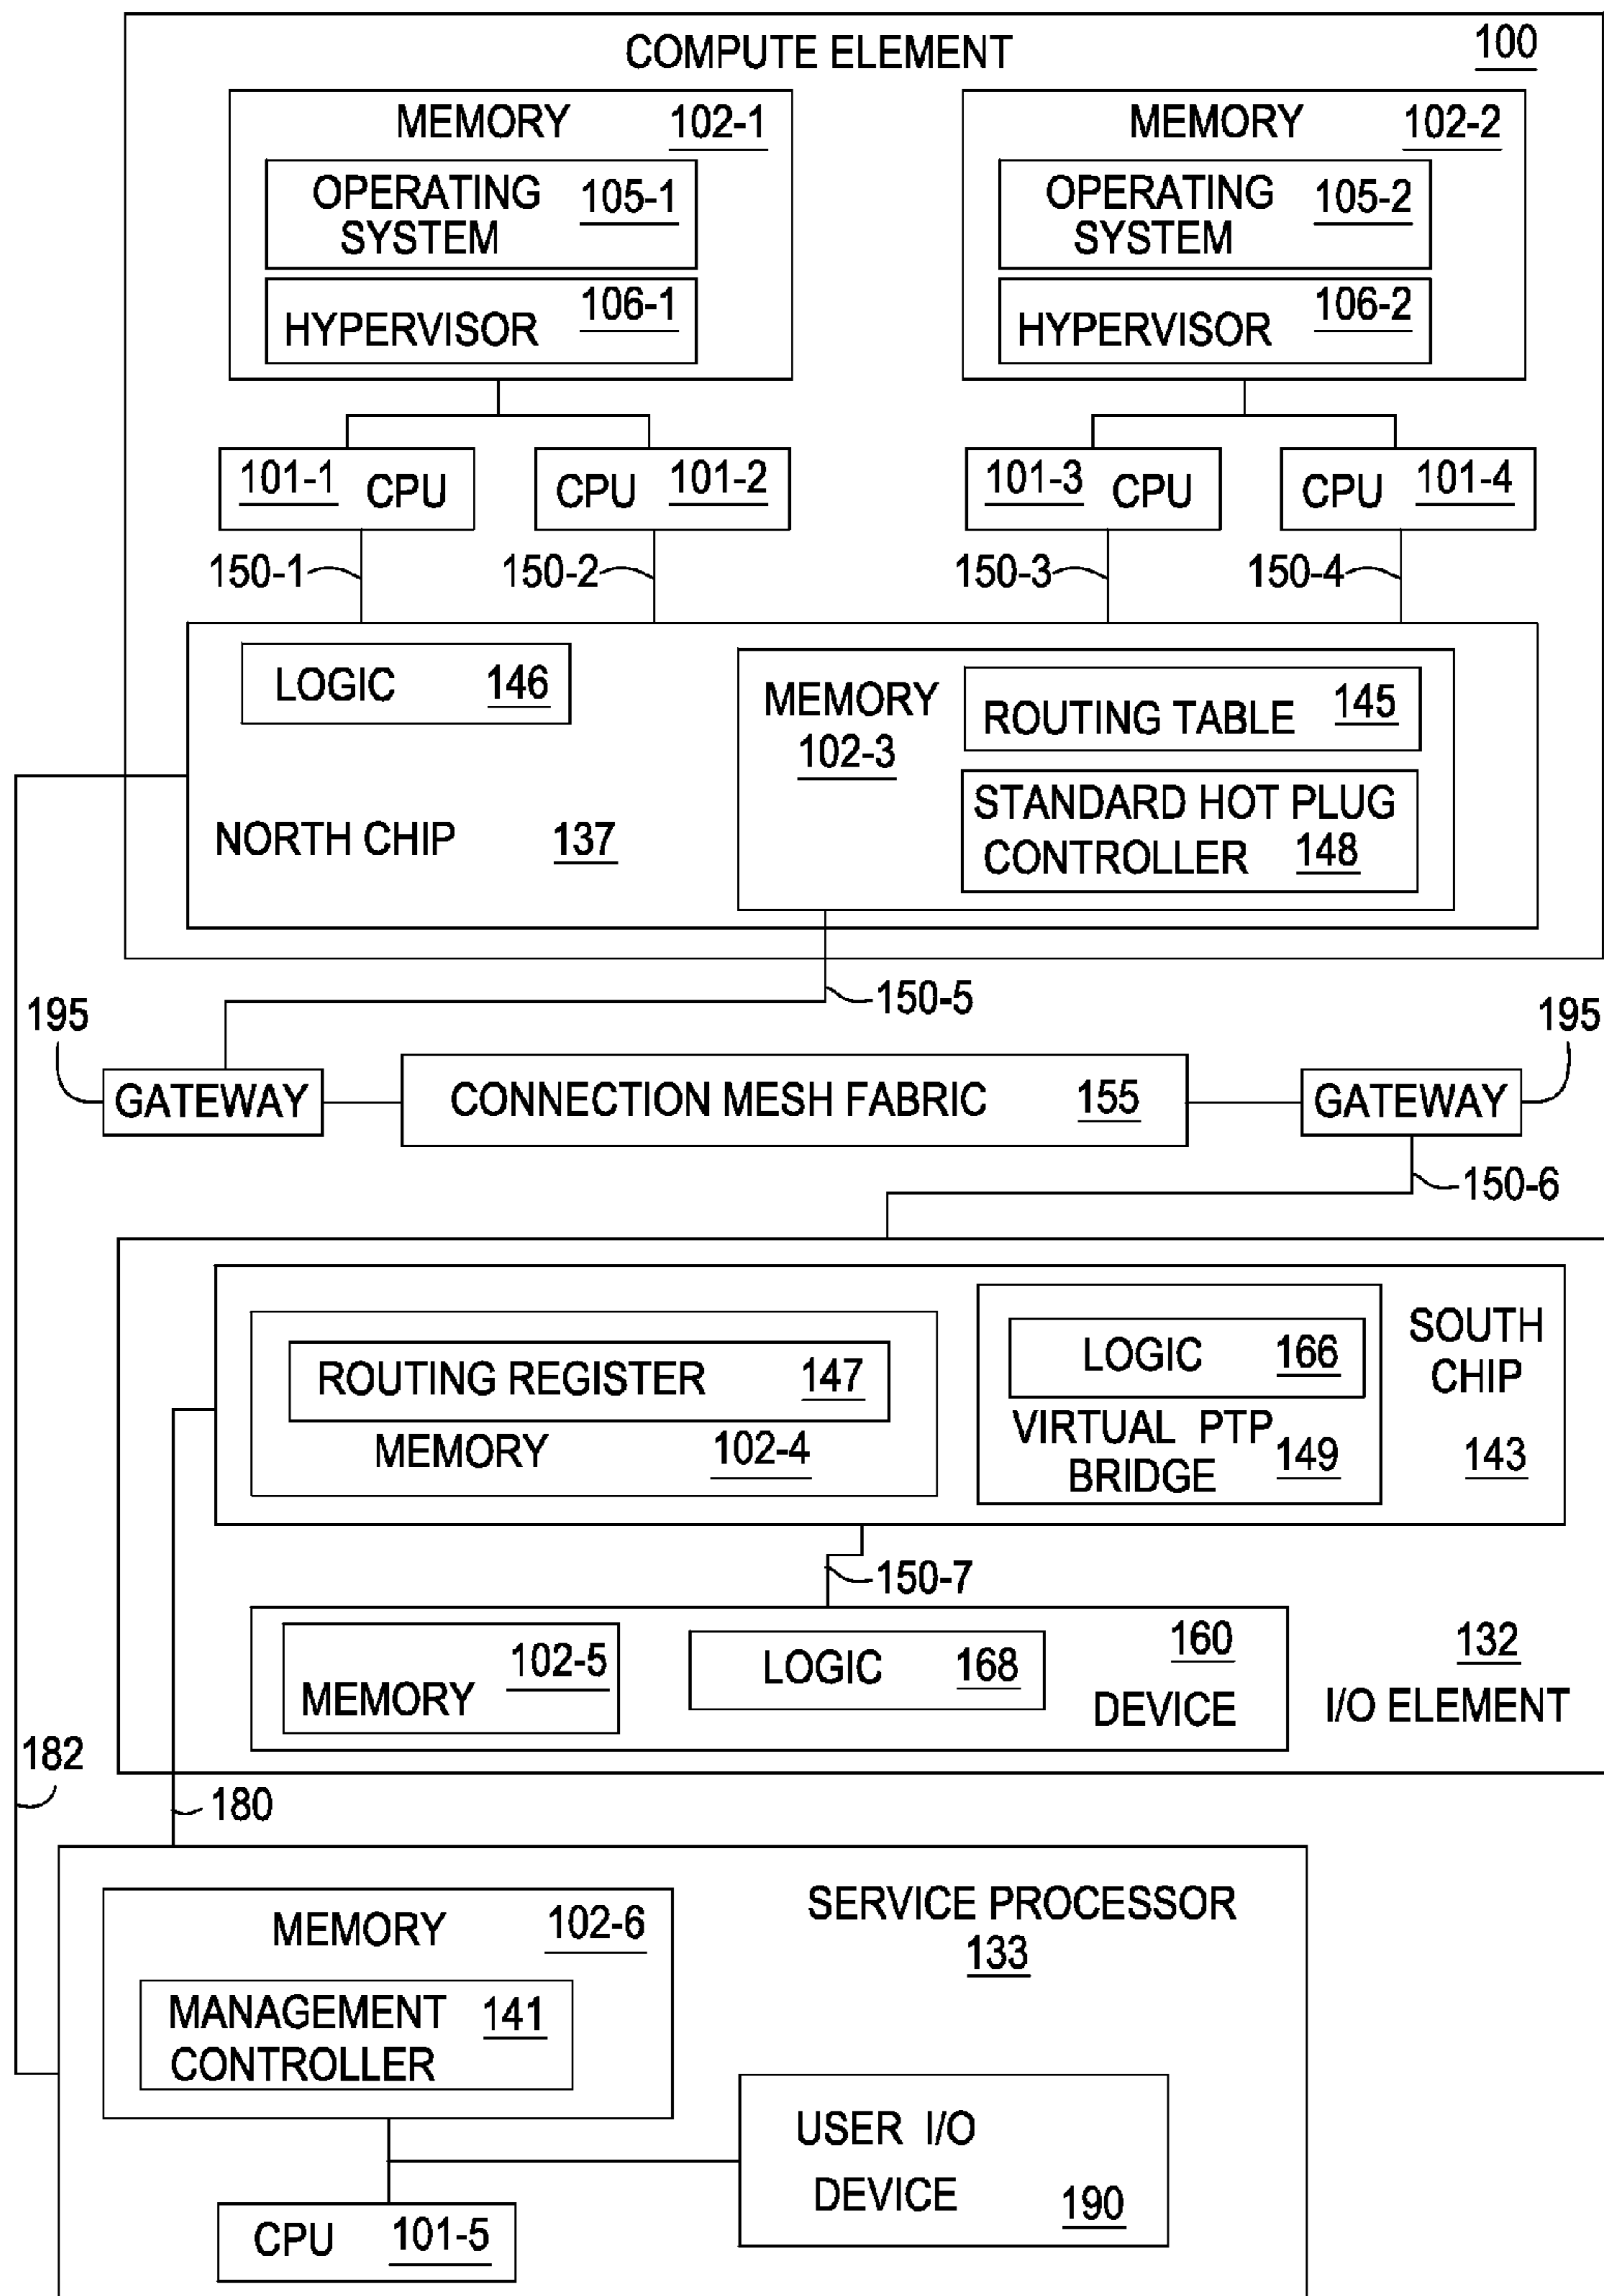 COMPUTE ELEMENT 100
MEMORY 102-1
OPERATING 105-1
SYSTEM
HYPERVISOR 106-1
MEMORY 102-2
OPERATING 105-2
SYSTEM
HYPERVISOR 106-2
101-1 CPU
CPU 101-2
101-3 CPU
CPU 101-4
150-1
150-2
150-3
150-4
LOGIC 146
NORTH CHIP 137
MEMORY
102-3
ROUTING TABLE 145
STANDARD HOT PLUG
CONTROLLER 148
150-5
195
195
GATEWAY
CONNECTION MESH FABRIC 155
GATEWAY
150-6
ROUTING REGISTER 147
MEMORY 102-4
LOGIC 166
VIRTUAL PTP
BRIDGE 149
SOUTH
CHIP
143
150-7
102-5
MEMORY
LOGIC 168
160
DEVICE
132
I/O ELEMENT
182
180
MEMORY 102-6
MANAGEMENT 141
CONTROLLER
SERVICE PROCESSOR
133
USER I/O
DEVICE 190
CPU 101-5